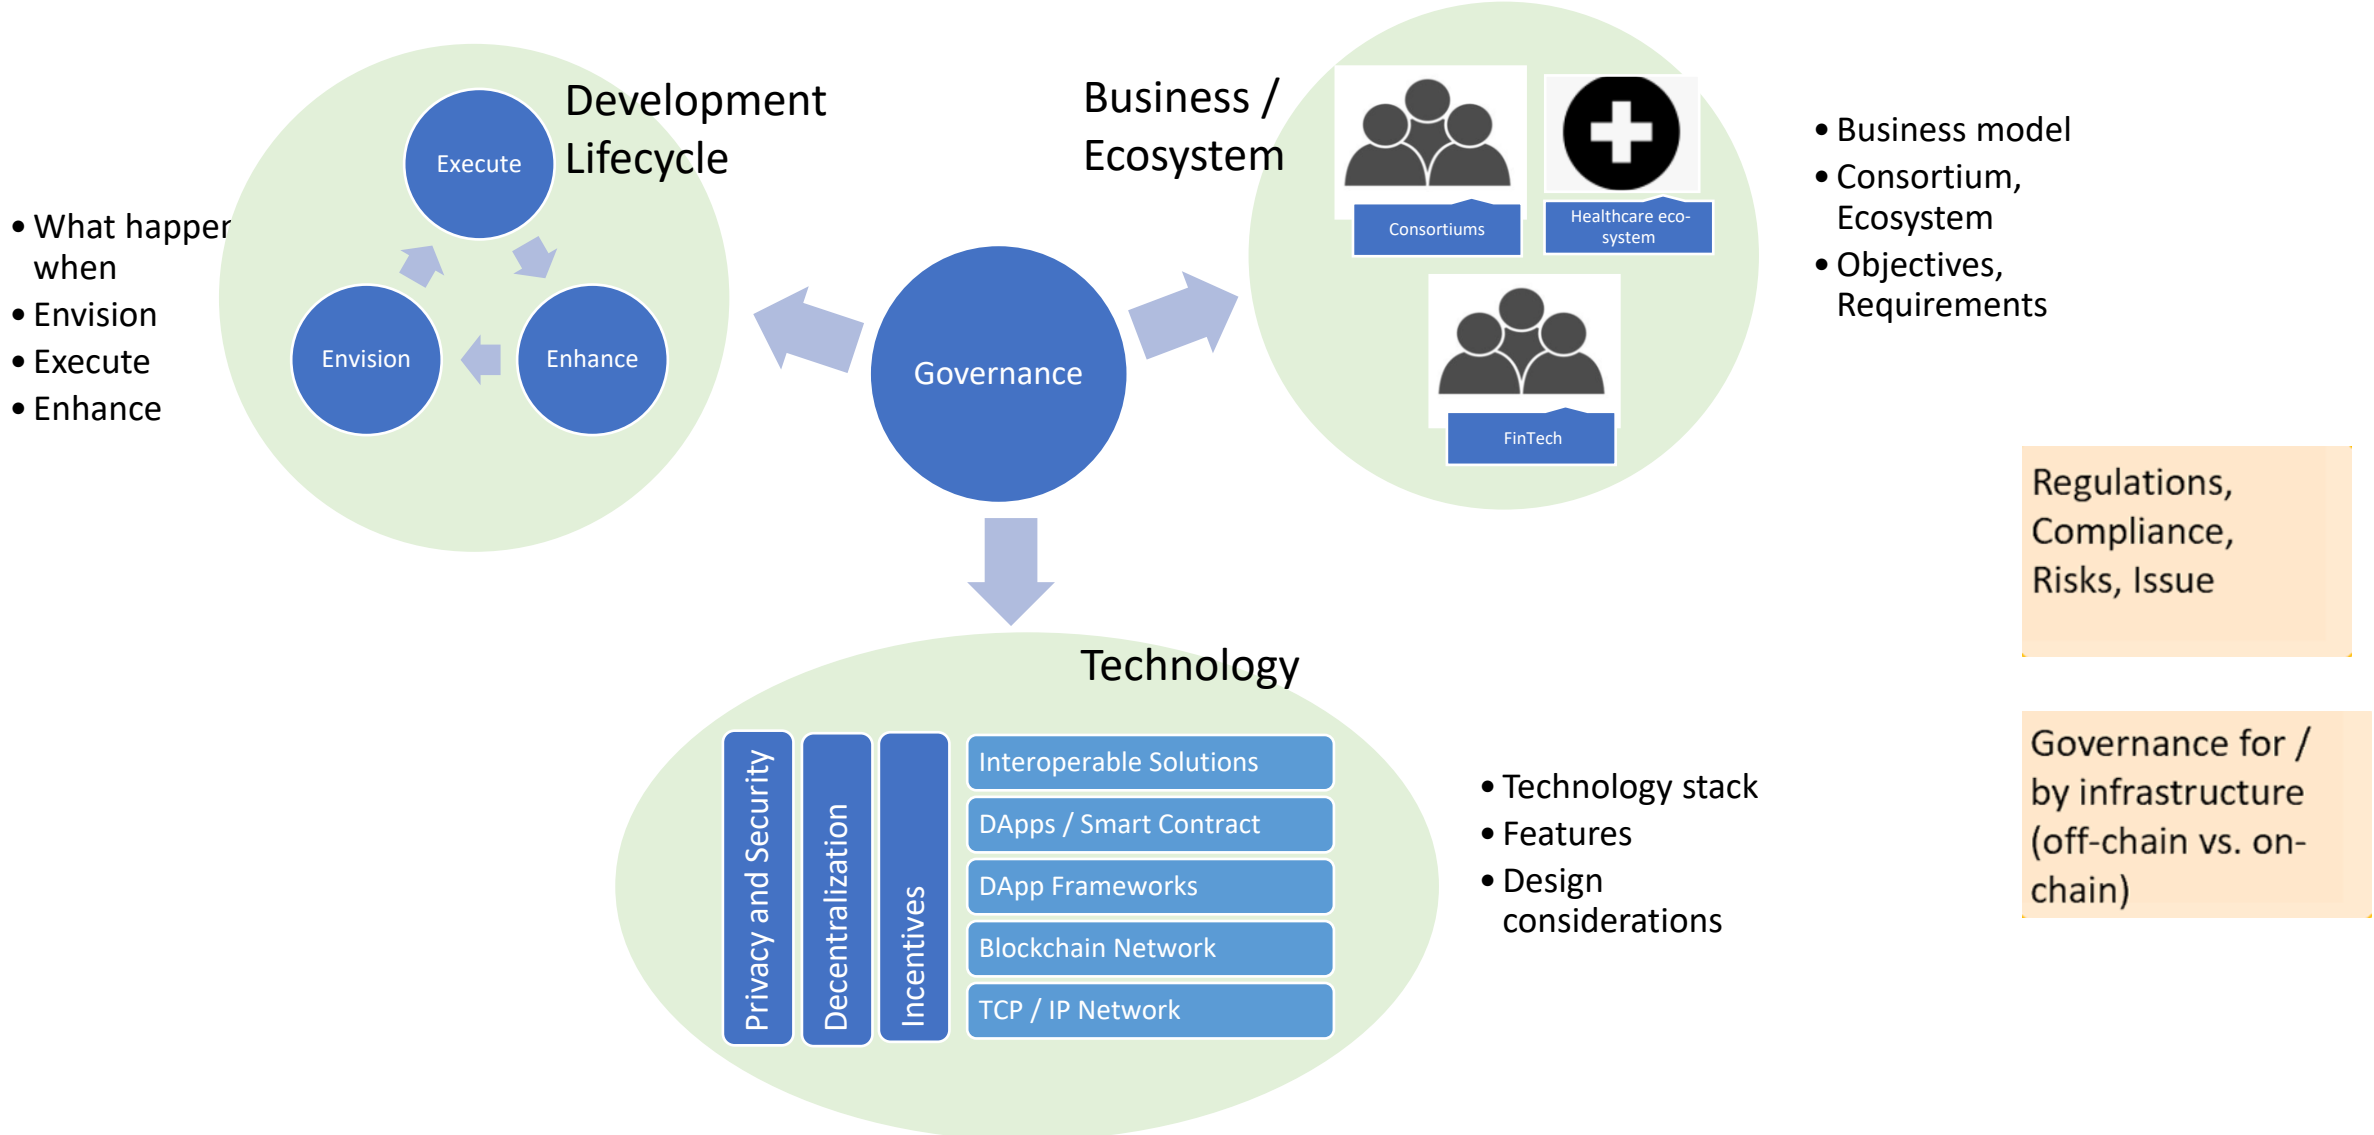 Development
Lifecycle
Execute
Envision
Enhance
• What happen
when
• Envision
• Execute
• Enhance
Governance
Business /
Ecosystem
Consortiums
Healthcare eco-
system
FinTech
• Business model
• Consortium,
Ecosystem
• Objectives,
Requirements
Regulations,
Compliance,
Risks, Issue
Governance for /
by infrastructure
(off-chain vs. on-
chain)
Technology
Privacy and Security
Decentralization
Incentives
Interoperable Solutions
DApps / Smart Contract
DApp Frameworks
Blockchain Network
TCP / IP Network
• Technology stack
• Features
• Design
considerations